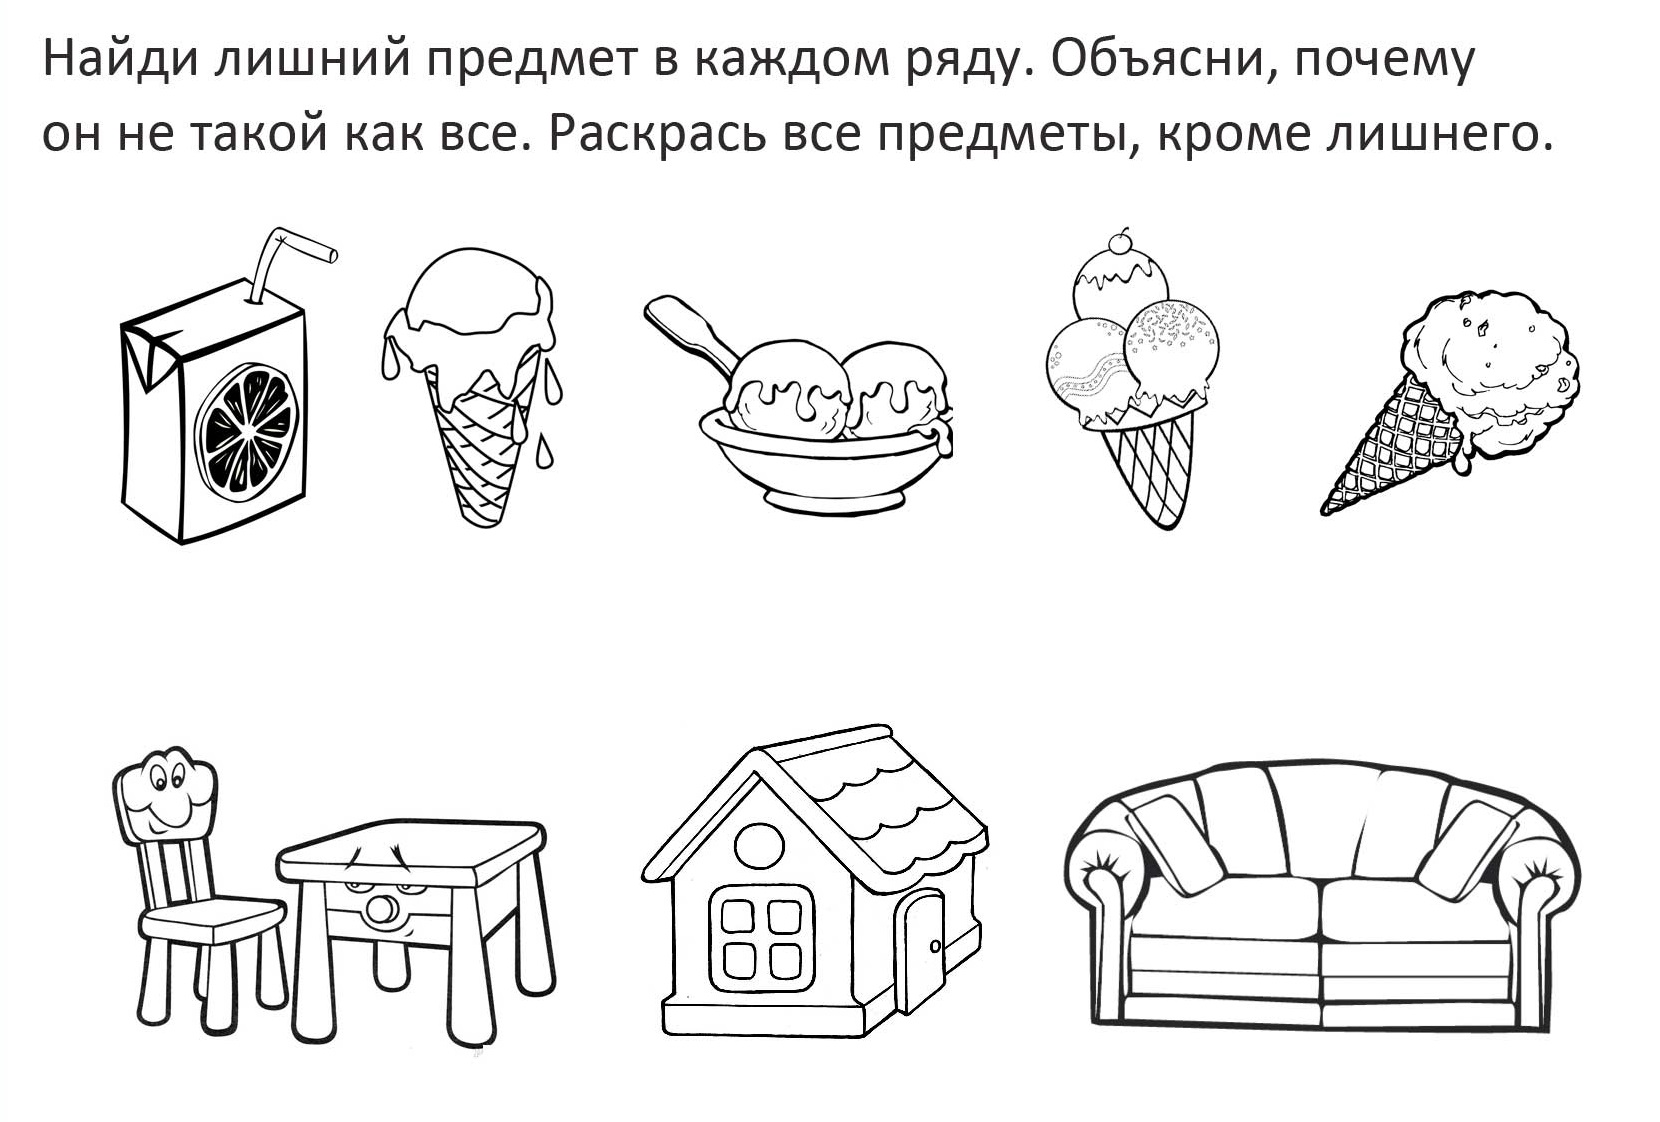 Найди лишний предмет в каждом ряду. Объясни, почему
он не такой как все. Раскрась все предметы, кроме лишнего.